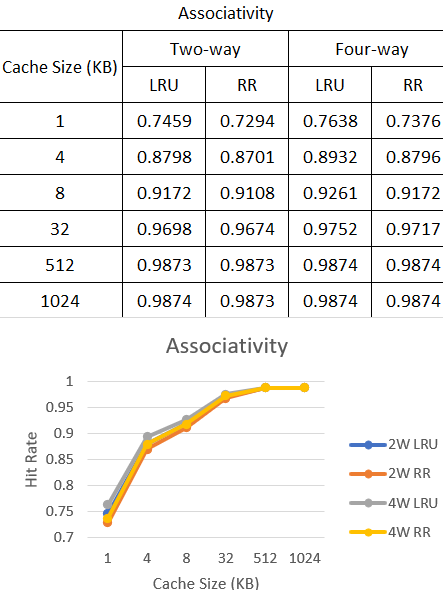 Associativity
Cache Size (KB) Two-way Four-way
LRU RR LRU RR
1 0.7459 0.7294 0.7638 0.7376
4 0.8798 0.8701 0.8932 0.8796
8 0.9172 0.9108 0.9261 0.9172
32 0.9698 0.9674 0.9752 0.9717
512 0.9873 0.9873 0.9874 0.9874
1024 0.9874 0.9873 0.9874 0.9874
Associativity
Hit Rate
1
0.95
0.9
0.85
0.8
0.75
0.7
1 4 8 32 512 1024
Cache Size (KB)
2W LRU
2W RR
4W LRU
4W RR